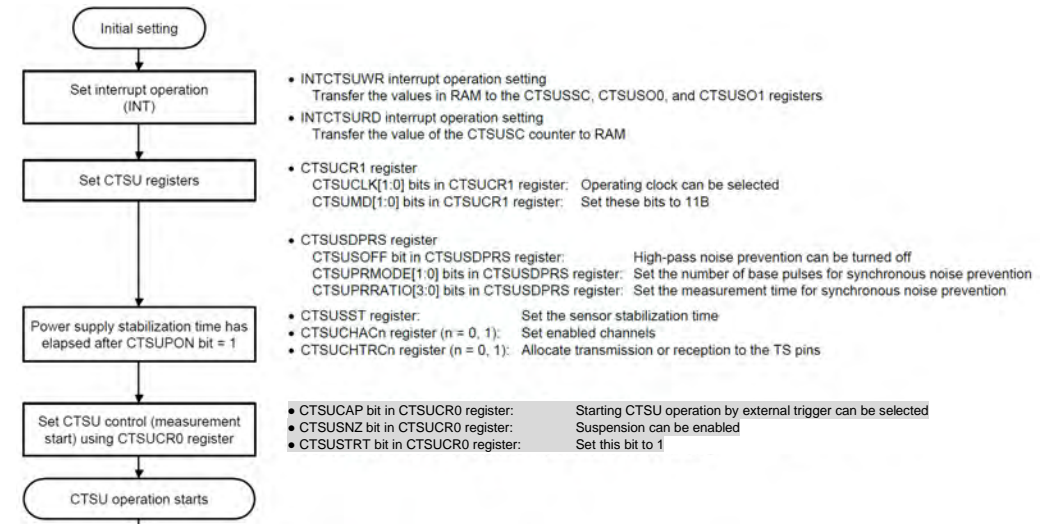 Initial setting
Set interrupt operation
(INT)
• INTCTSUWR interrupt operation setting
Transfer the values in RAM to the CTSUSSC, CTSUSO0, and CTSUSO1 registers
• INTCTSURD interrupt operation setting
Transfer the value of the CTSUSC counter to RAM
Set CTSU registers
• CTSUCR1 register
CTSUCLK[1:0] bits in CTSUCR1 register: Operating clock can be selected
CTSUMD[1:0] bits in CTSUCR1 register: Set these bits to 11B
• CTSUSDPRS register
CTSUSOFF bit in CTSUSDPRS register: High-pass noise prevention can be turned off
CTSUPRMODE[1:0] bits in CTSUSDPRS register: Set the number of base pulses for synchronous noise prevention
CTSUPRRATIO[3:0] bits in CTSUSDPRS register: Set the measurement time for synchronous noise prevention
Power supply stabilization time has
elapsed after CTSUPON bit = 1
• CTSUSST register: Set the sensor stabilization time
• CTSUCHACn register (n = 0, 1): Set enabled channels
• CTSUCHTRCn register (n = 0, 1): Allocate transmission or reception to the TS pins
Set CTSU control (measurement
start) using CTSUCR0 register
• CTSUCAP bit in CTSUCR0 register: Starting CTSU operation by external trigger can be selected
• CTSUSNZ bit in CTSUCR0 register: Suspension can be enabled
• CTSUSTRT bit in CTSUCR0 register: Set this bit to 1
CTSU operation starts